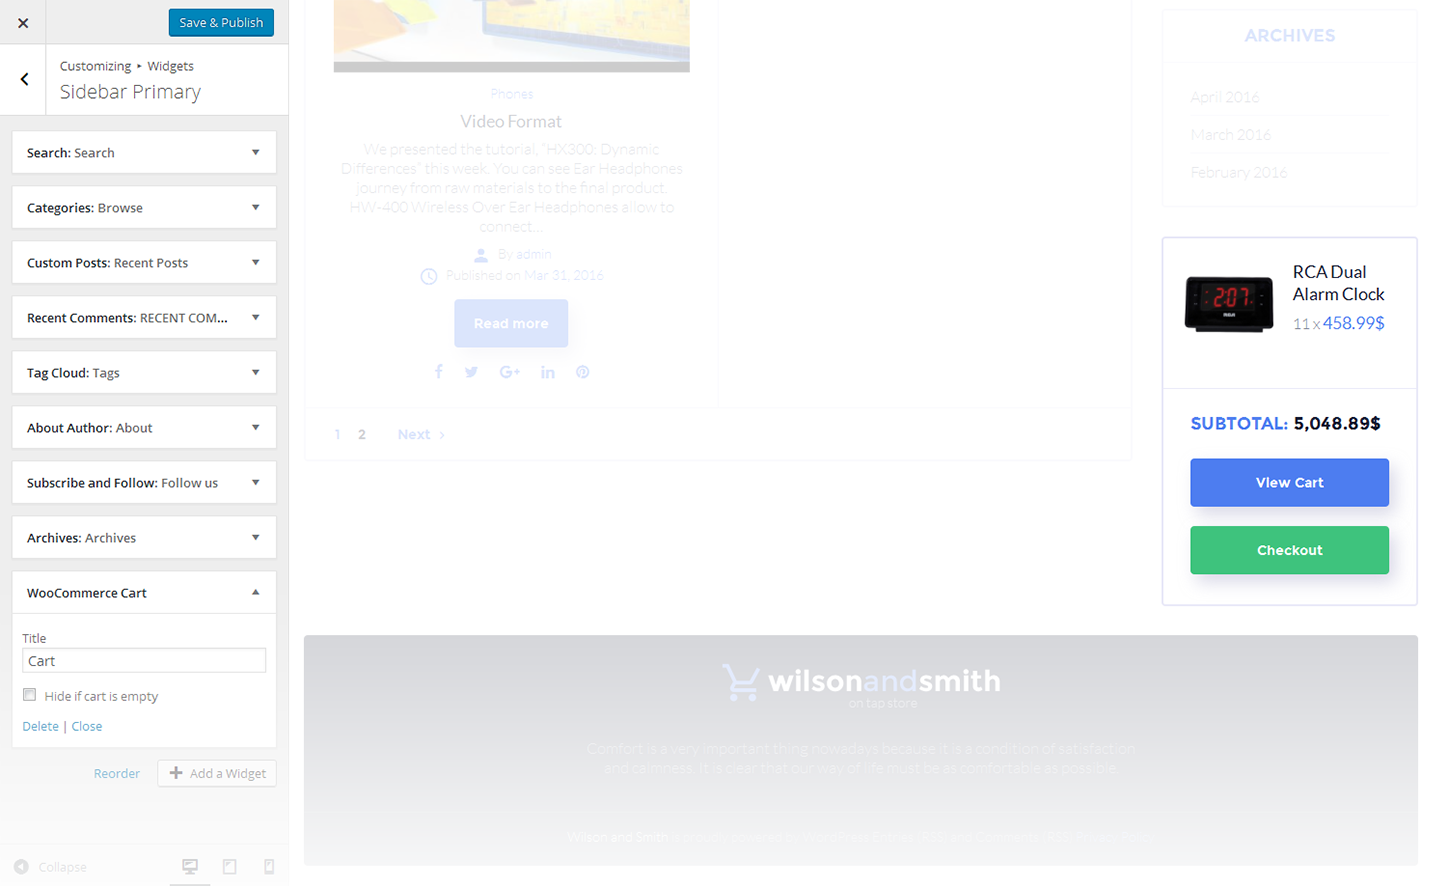 Save & Publish
Customizing ‣ Widgets
Sidebar Primary
Search: Search
Categories: Browse
Custom Posts: Recent Posts
Recent Comments: RECENT COM...
Tag Cloud: Tags
About Author: About
Subscribe and Follow: Follow us
Archives: Archives
WooCommerce Cart
Title
Cart
Hide if cart is empty
Delete | Close
Reorder
Add a Widget
Collapse
Phones
Video Format
We presented the tutorial, "HX300. Dynamic
Differences" this week. You can see Ear Headphones
journey from raw materials to the final product.
HW-400 Wireless Over Ear Headphones allow to
connect...
By admin
Published on Mar 31, 2016
Read more
1 2 Next
ARCHIVES
April 2016
March 2016
February 2016
2:07
RCA
RCA Dual
Alarm Clock
11 x 458.99$
SUBTOTAL: 5,048.89$
VIew Cart
Checkout
wilsonandsmith
on tap store
Comfort is a very important thing nowadays because it is a condition of satisfaction
and calmness. It is clear that our way of life must be as comfortable as possible.
Wilson and Smith